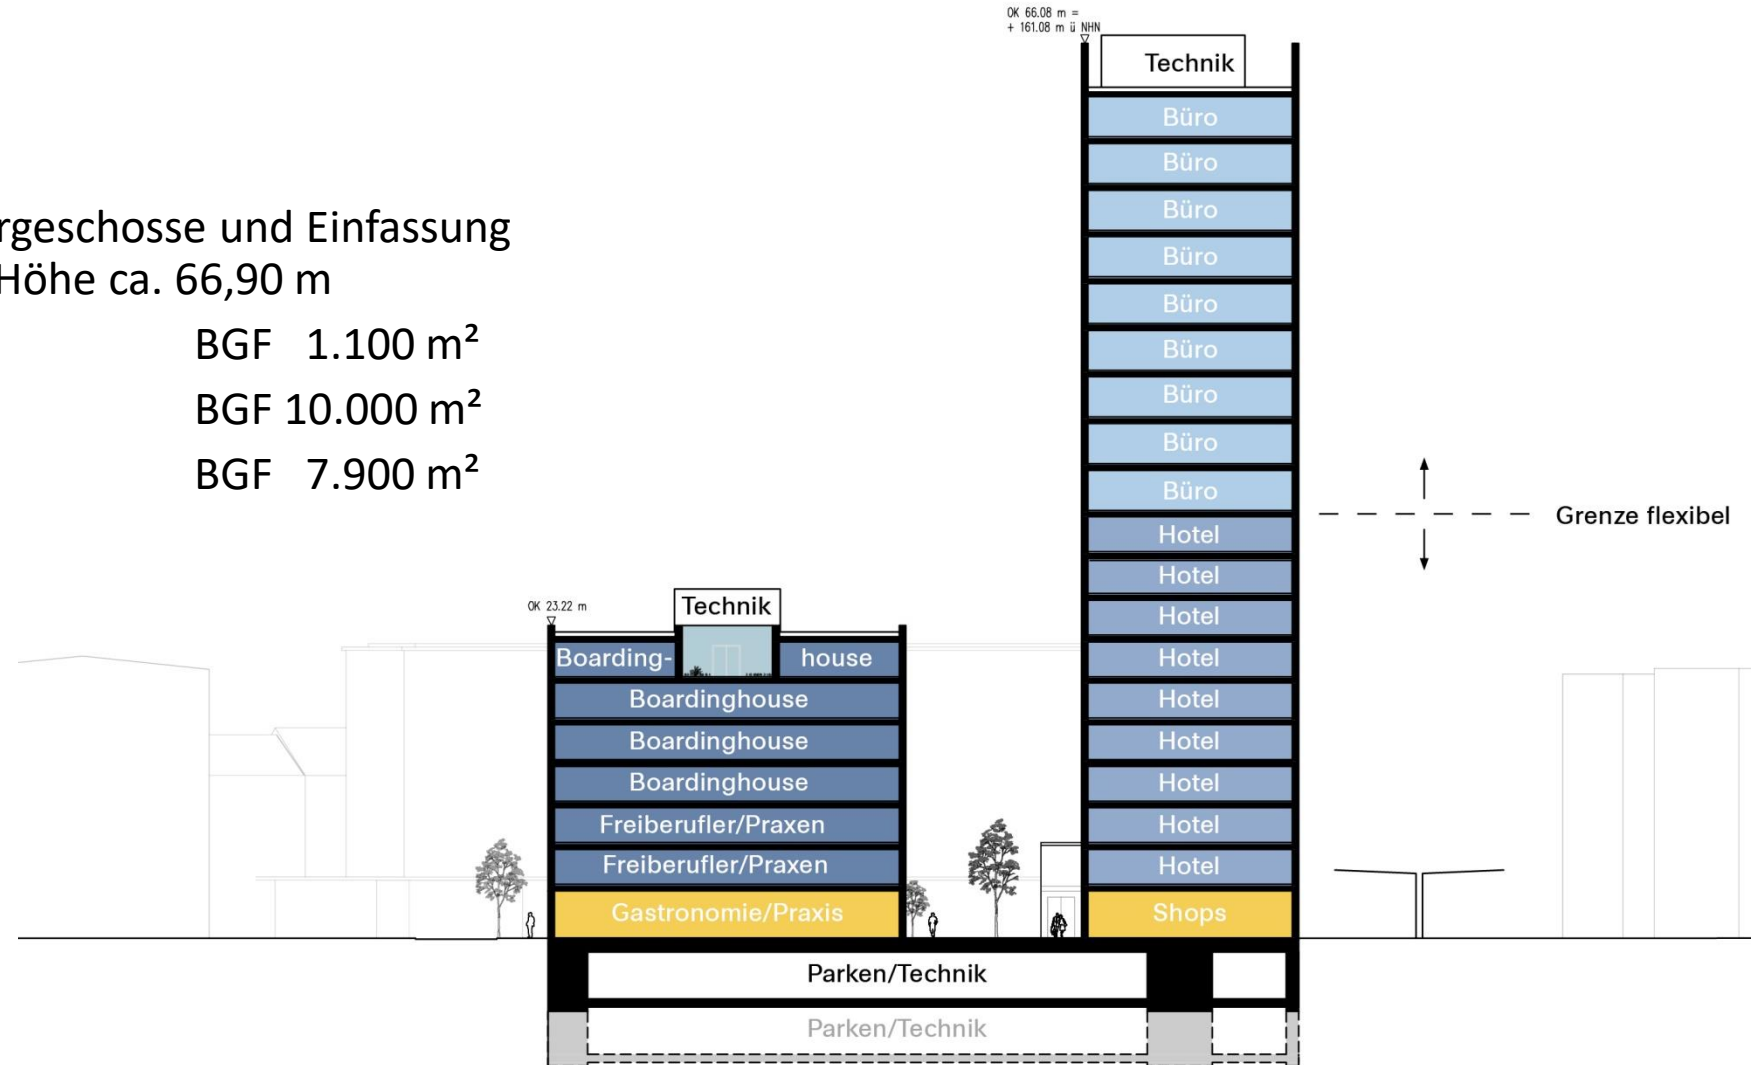 OK 66.08 m =
+ 161.08 m ü NHN
Technik
Büro
Büro
Büro
Büro
Büro
Büro
Büro
Büro
Büro
Hotel
Hotel
Hotel
Hotel
Hotel
Hotel
Hotel
Hotel
Hotel
Shops
Grenze flexibel
rgeschosse und Einfassung
Höhe ca. 66,90 m
BGF 1.100 m²
BGF 10.000 m²
BGF 7.900 m²
OK 23.22 m
Technik
Boarding- house
Boardinghouse
Boardinghouse
Boardinghouse
Freiberufler/Praxen
Freiberufler/Praxen
Gastronomie/Praxis
Parken/Technik
Parken/Technik